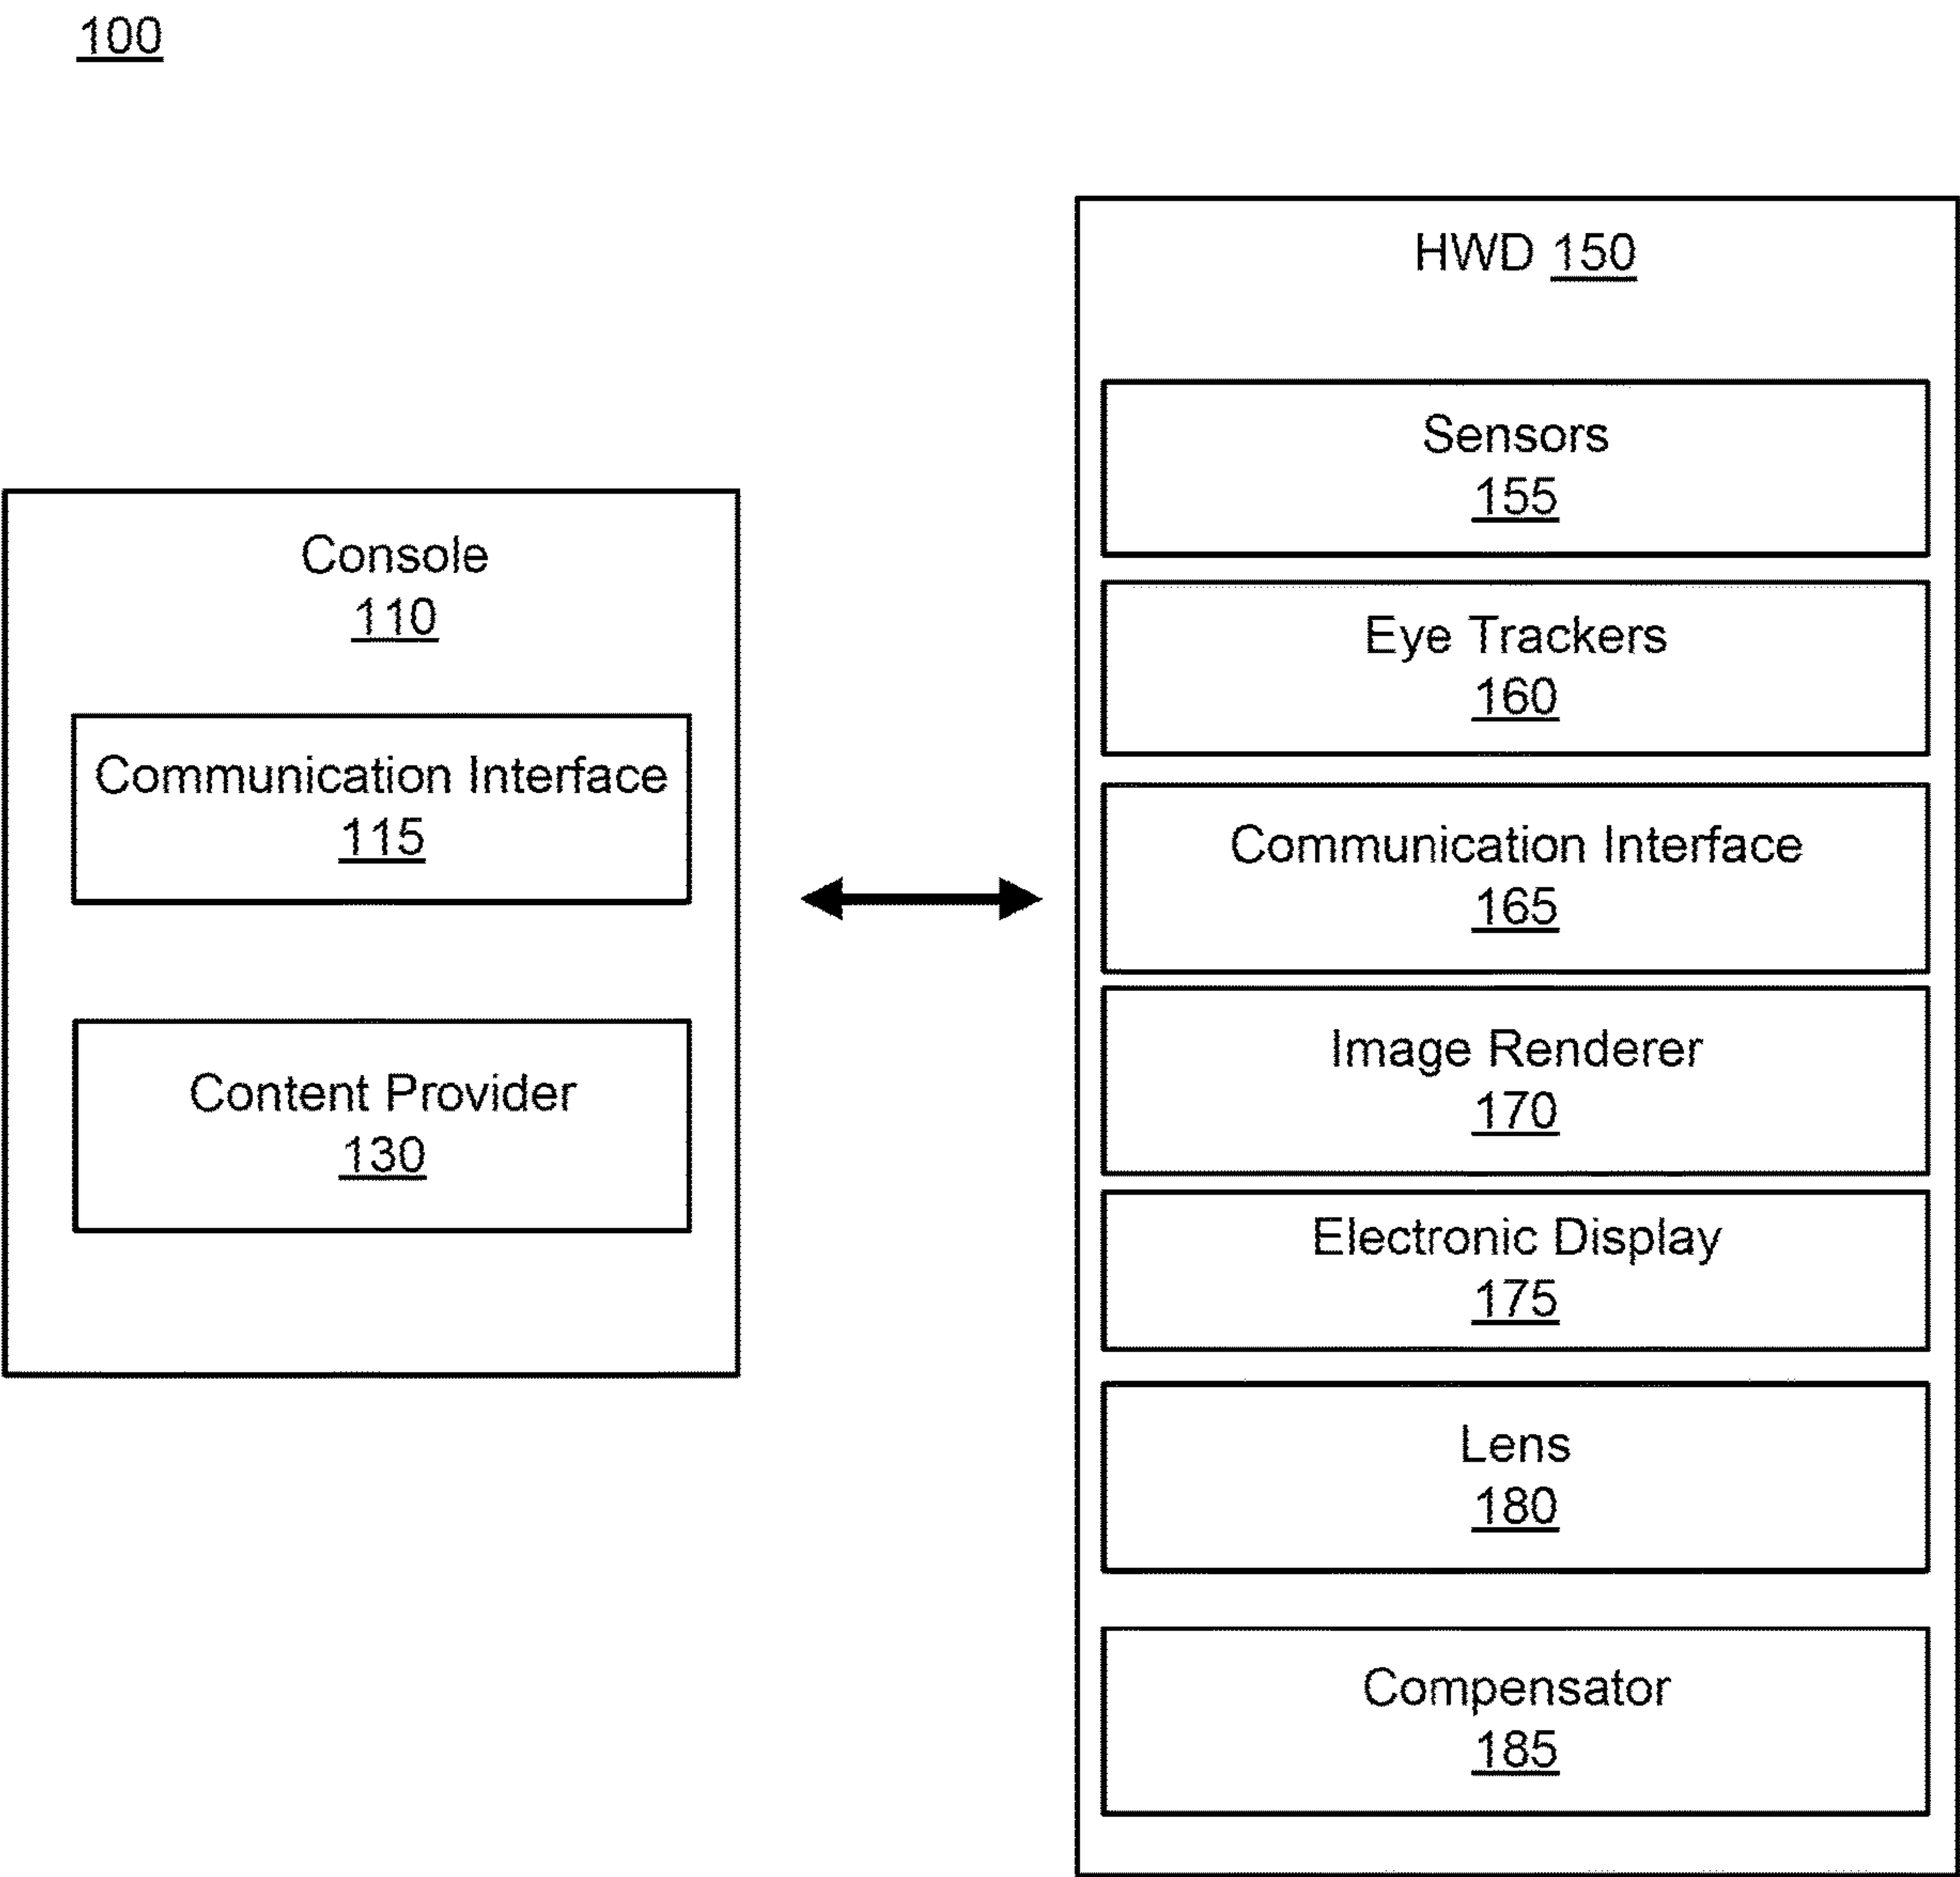 100
Console
110
Communication Interface
115
Content Provider
130
HWD 150
Sensors
155
Eye Trackers
160
Communication Interface
165
Image Renderer
170
Electronic Display
175
Lens
180
Compensator
185